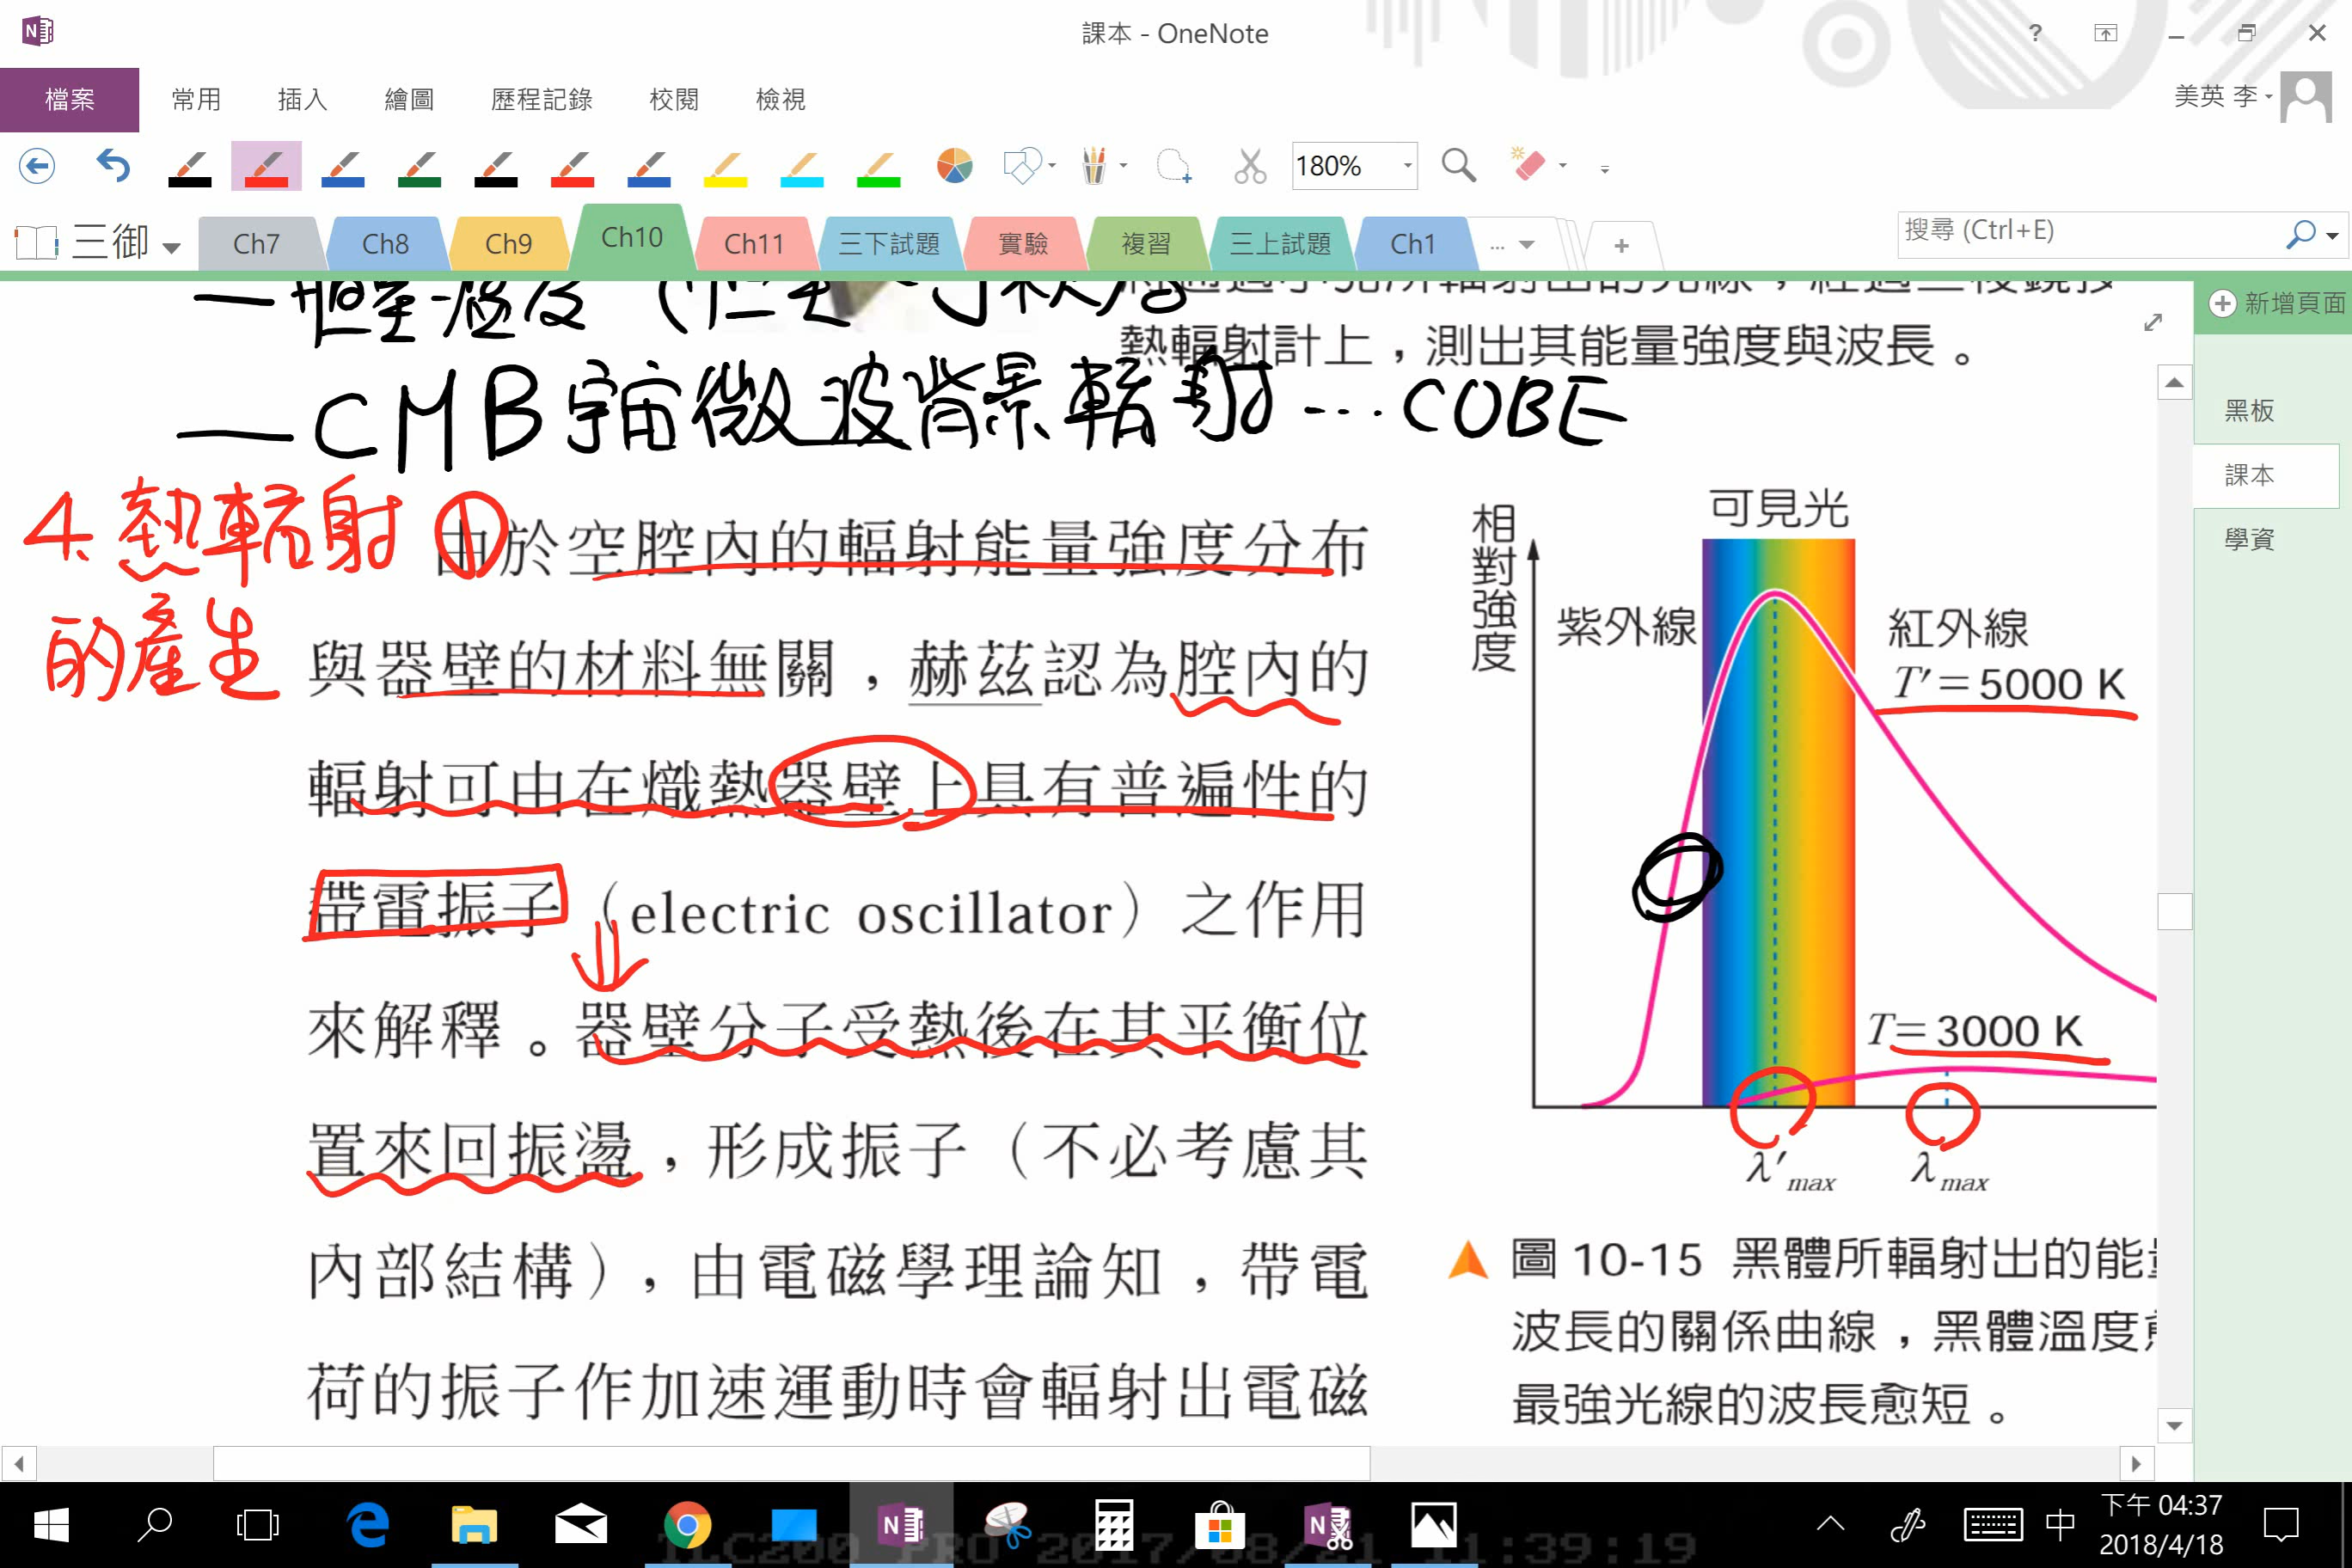 課本 - OneNote
?
檔案 常用 插入 繪圖 歷程記錄 校閱 檢視
美英 李
180%
三御 Ch7 Ch8 Ch9 Ch10 Ch11 三下試題 實驗 複習 三上試題 Ch1 ... +
搜尋 (Ctrl+E)
新增頁面
黑板
課本
學資
熱輻射計上，測出其能量強度與波長。
—CMB宇宙微波背景輻射…COBE
4.熱輻射
的產生
①
由於空腔內的輻射能量強度分布
與器壁的材料無關，赫茲認為腔內的
輻射可由在熾熱器壁上具有普遍性的
帶電振子（electric oscillator）之作用
來解釋。器壁分子受熱後在其平衡位
置來回振盪，形成振子（不必考慮其
內部結構），由電磁學理論知，帶電
荷的振子作加速運動時會輻射出電磁
相對強度
可見光
紫外線
紅外線
T′＝5000 K
T＝3000 K
λ′max
λmax
圖 10-15 黑體所輻射出的能
波長的關係曲線，黑體溫度
最強光線的波長愈短。
中
下午 04:37
2018/4/18
ILC200 PRO 2017/08/21 11:39:19